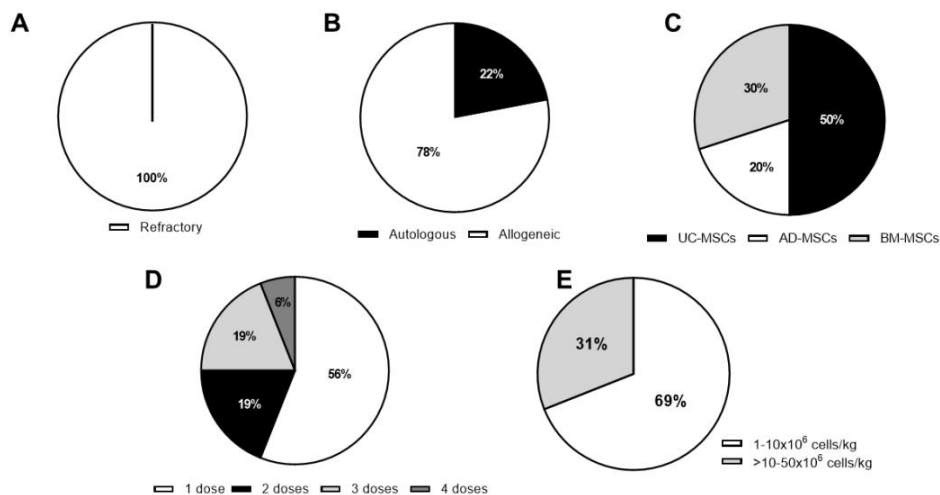 A
100%
Refractory
B
22%
78%
Autologous Allogeneic
C
30%
50%
20%
UC-MSCs AD-MSCs BM-MSCs
D
6%
19%
56%
19%
1 dose 2 doses 3 doses 4 doses
E
31%
69%
1-10x10⁶ cells/kg
>10-50x10⁶ cells/kg